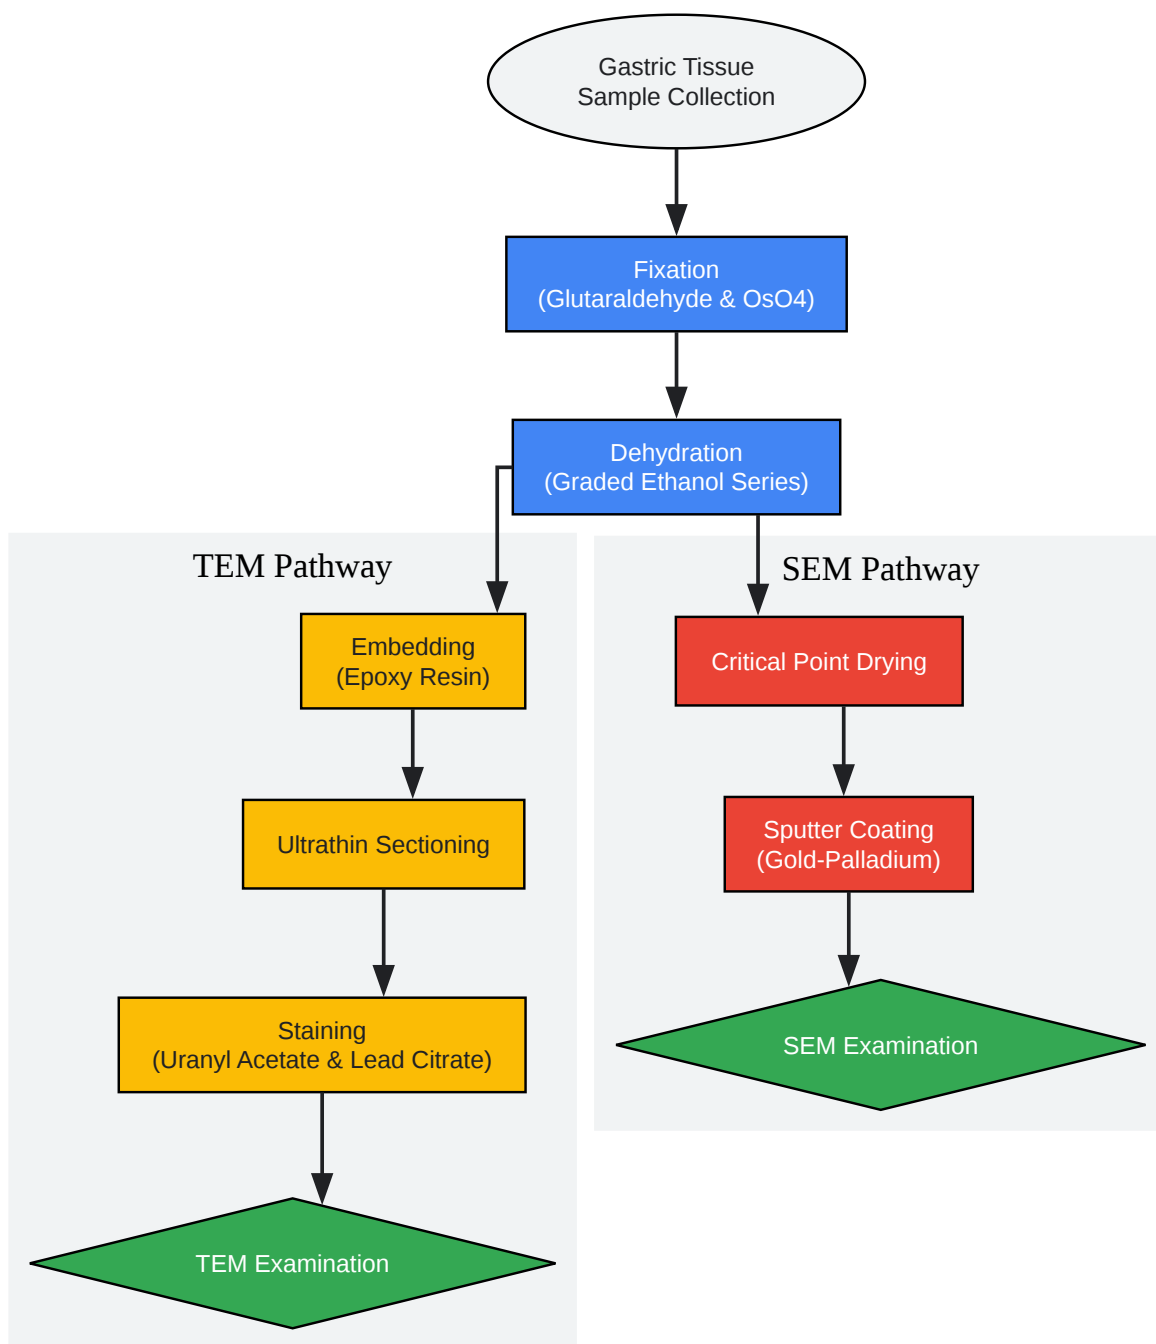 Gastric Tissue
Sample Collection
Fixation
(Glutaraldehyde & OsO4)
Dehydration
(Graded Ethanol Series)
TEM Pathway
Embedding
(Epoxy Resin)
Ultrathin Sectioning
Staining
(Uranyl Acetate & Lead Citrate)
TEM Examination
SEM Pathway
Critical Point Drying
Sputter Coating
(Gold-Palladium)
SEM Examination